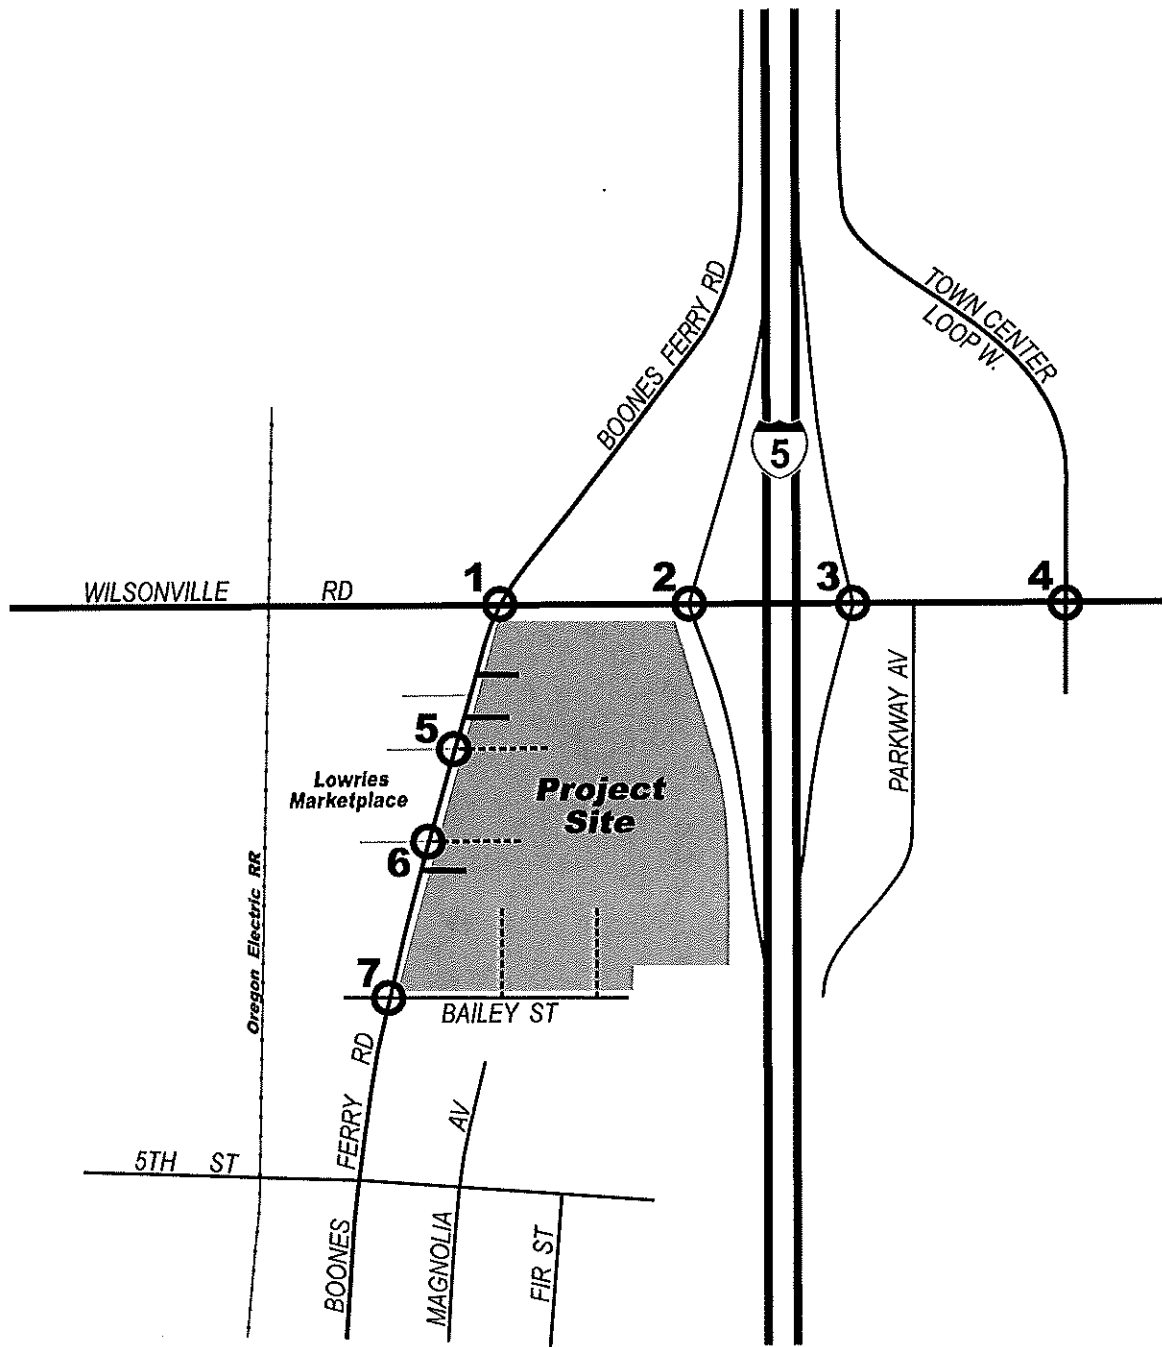 BOONES FERRY RD
TOWN CENTER
LOOP W.
5
1
2
3
4
WILSONVILLE RD
PARKWAY AV
5
Lowries
Marketplace
Project
Site
6
Oregon Electric RR
7
BAILEY ST
BOONES FERRY RD
MAGNOLIA AV
5TH ST
FIR ST